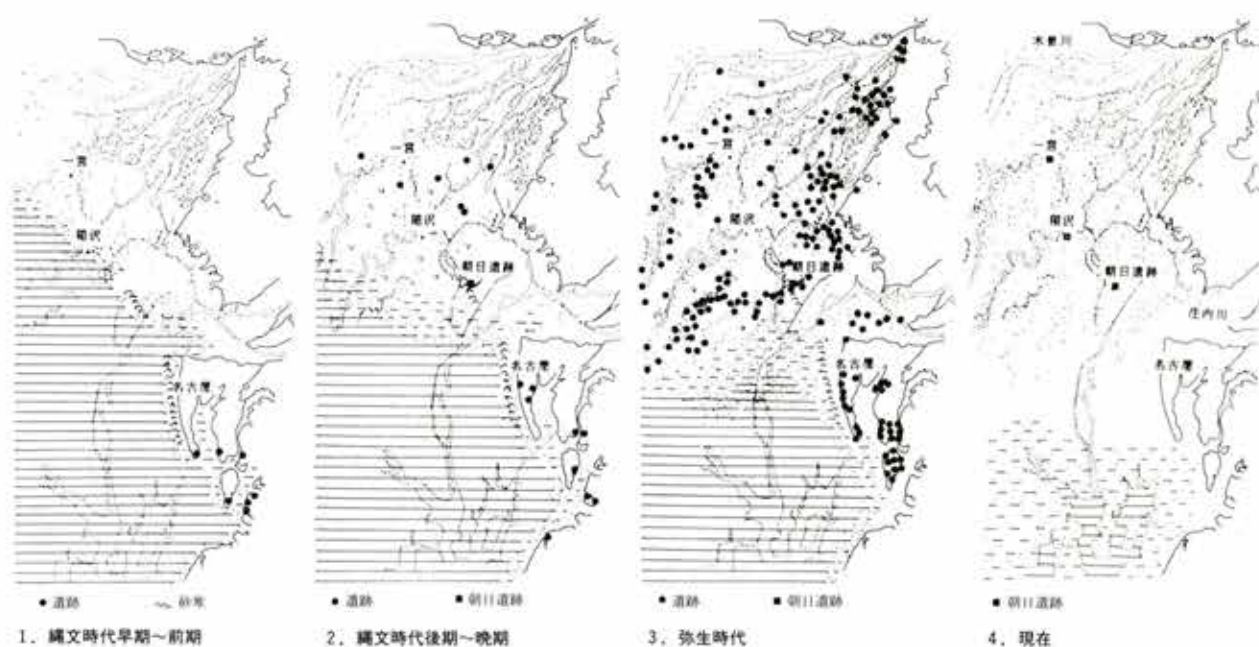 一宮
稲沢
名古屋
● 遺跡
砂堆
1. 縄文時代早期~前期
一宮
稲沢
朝日遺跡
名古屋
● 遺跡
■ 朝日遺跡
2. 縄文時代後期~晩期
一宮
稲沢
朝日遺跡
名古屋
● 遺跡
■ 朝日遺跡
3. 弥生時代
木曽川
一宮
稲沢
朝日遺跡
庄内川
名古屋
■ 朝日遺跡
4. 現在